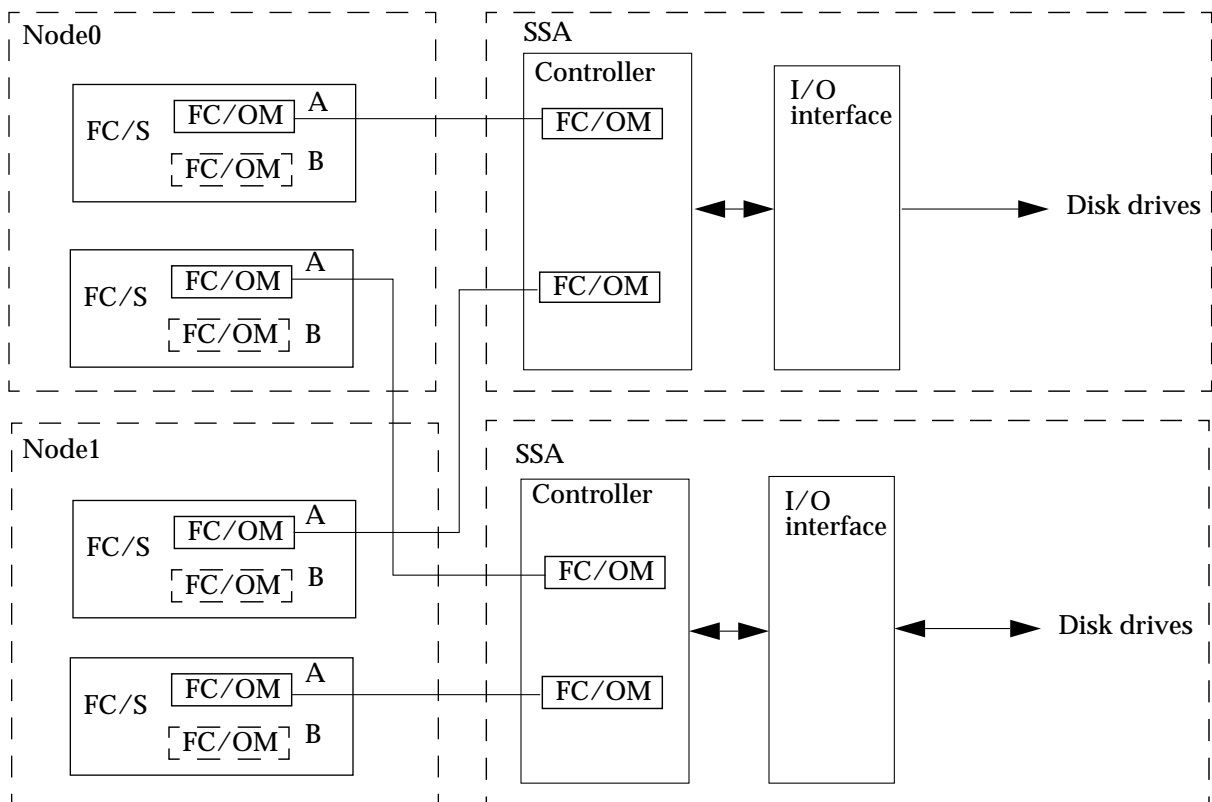 Node0
FC/S
FC/OM
A
FC/OM
B
FC/S
FC/OM
A
FC/OM
B
SSA
Controller
FC/OM
FC/OM
I/O
interface
Disk drives
Node1
FC/S
FC/OM
A
FC/OM
B
FC/S
FC/OM
A
FC/OM
B
SSA
Controller
FC/OM
FC/OM
I/O
interface
Disk drives